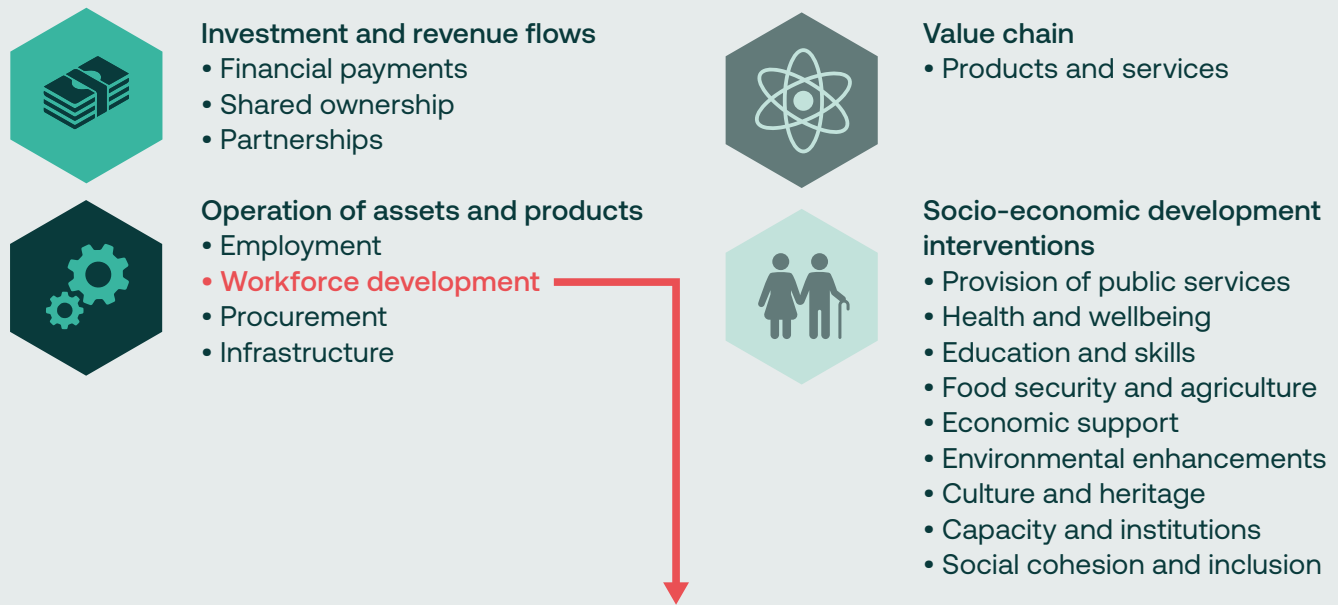 Investment and revenue flows
• Financial payments
• Shared ownership
• Partnerships
Operation of assets and products
• Employment
• Workforce development
• Procurement
• Infrastructure
Value chain
• Products and services
Socio-economic development
interventions
• Provision of public services
• Health and wellbeing
• Education and skills
• Food security and agriculture
• Economic support
• Environmental enhancements
• Culture and heritage
• Capacity and institutions
• Social cohesion and inclusion